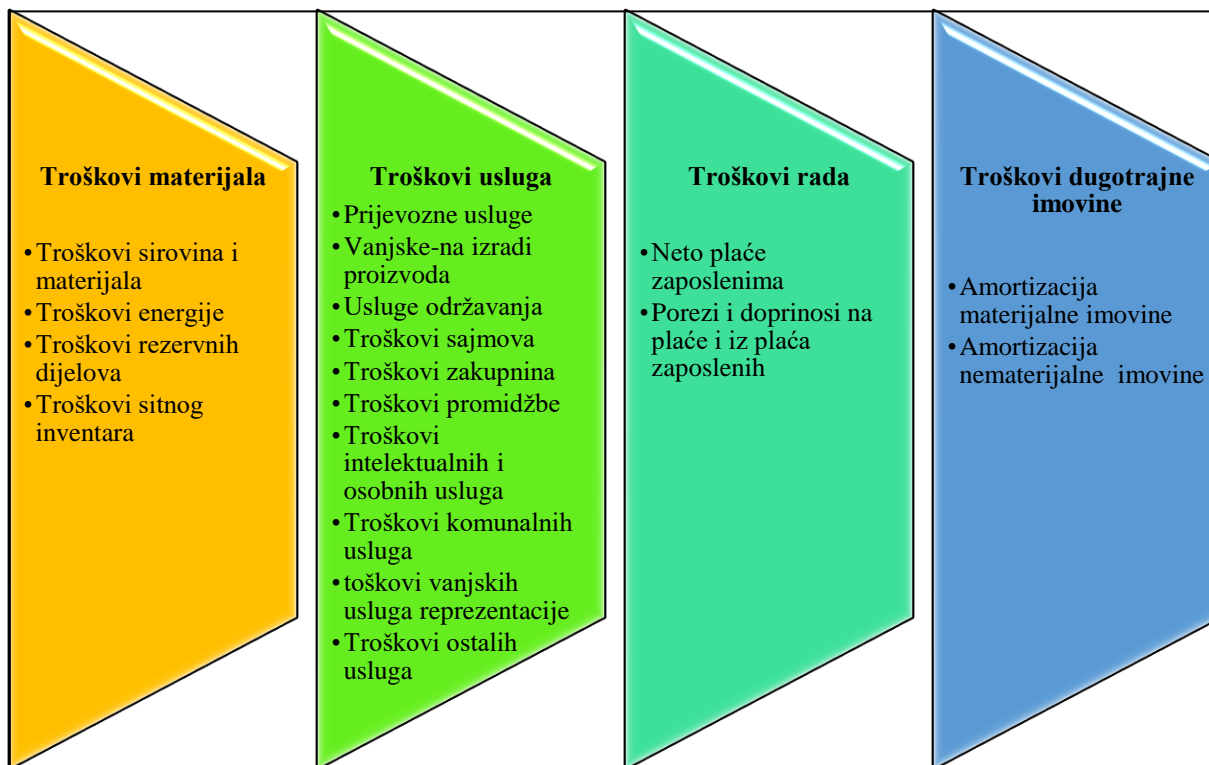 Troškovi materijala
•Troškovi sirovina i
materijala
•Troškovi energije
•Troškovi rezervnih
dijelova
•Troškovi sitnog
inventara
Troškovi usluga
•Prijevozne usluge
•Vanjske-na izradi
proizvoda
•Usluge održavanja
•Troškovi sajmova
•Troškovi zakupnina
•Troškovi promidžbe
•Troškovi
intelektualnih i
osobnih usluga
•Troškovi komunalnih
usluga
•toškovi vanjskih
usluga reprezentacije
•Troškovi ostalih
usluga
Troškovi rada
•Neto plaće
zaposlenima
•Porezi i doprinosi na
plaće i iz plaća
zaposlenih
Troškovi dugotrajne
imovine
•Amortizacija
materijalne imovine
•Amortizacija
nematerijalne imovine